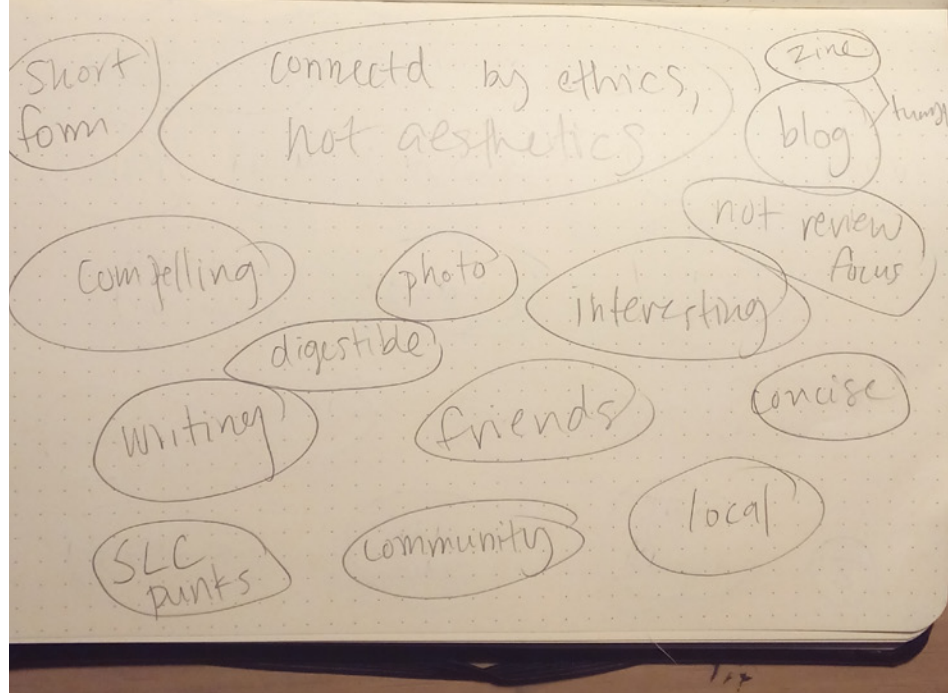 short
form
connectd by ethics,
not aesthetics
zine
blog
not review
focus
compelling
photo
interesting
digestible
concise
writing
friends
local
SLC
punks
community